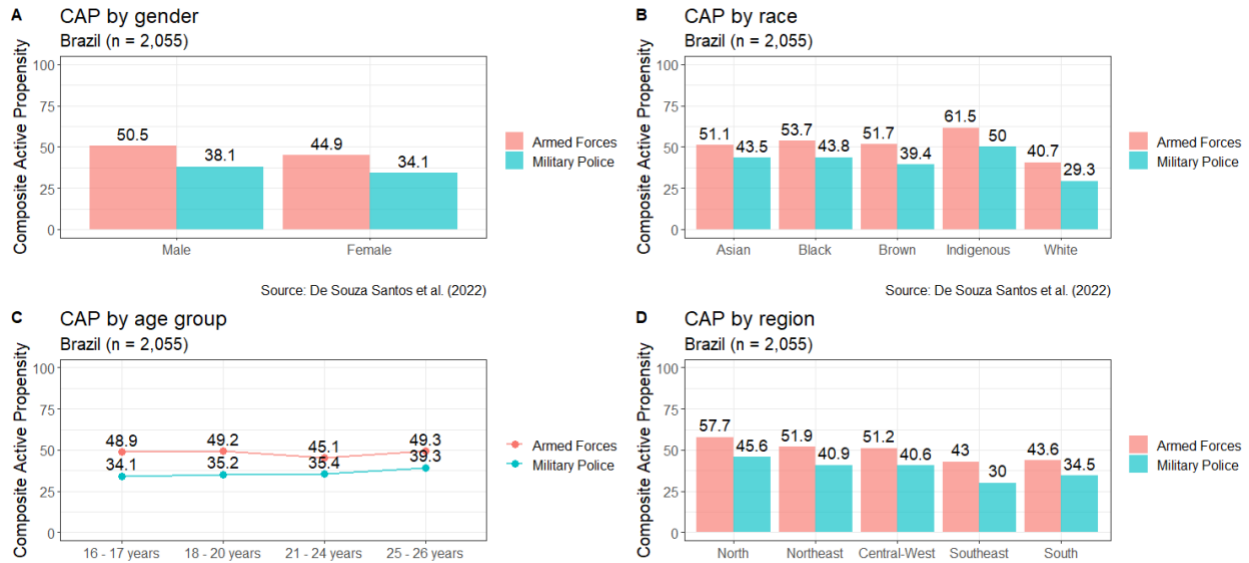 A
CAP by gender
Brazil (n = 2,055)
Composite Active Propensity
100
75
50
25
0
50.5
38.1
44.9
34.1
Male
Female
Armed Forces
Military Police
Source: De Souza Santos et al. (2022)
B
CAP by race
Brazil (n = 2,055)
Composite Active Propensity
100
75
50
25
0
51.1
43.5
53.7
43.8
51.7
39.4
61.5
50
40.7
29.3
Asian
Black
Brown
Indigenous
White
Armed Forces
Military Police
Source: De Souza Santos et al. (2022)
C
CAP by age group
Brazil (n = 2,055)
Composite Active Propensity
100
75
50
25
0
48.9
49.2
45.1
49.3
34.1
35.2
35.4
39.3
16 - 17 years
18 - 20 years
21 - 24 years
25 - 26 years
Armed Forces
Military Police
D
CAP by region
Brazil (n = 2,055)
Composite Active Propensity
100
75
50
25
0
57.7
45.6
51.9
40.9
51.2
40.6
43
30
43.6
34.5
North
Northeast
Central-West
Southeast
South
Armed Forces
Military Police